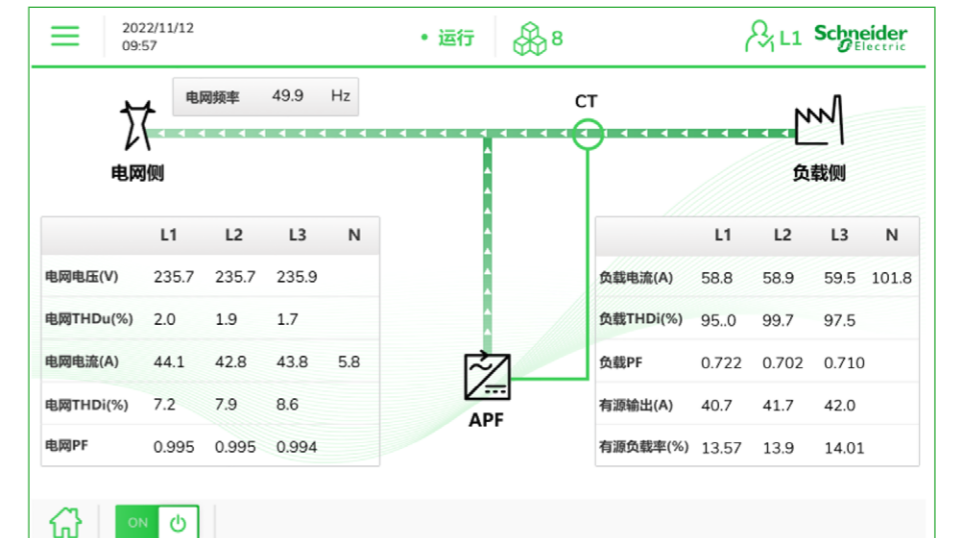 2022/11/12
09:57
• 运行
8
L1
Schneider
Electric
电网频率 49.9 Hz
CT
电网侧
负载侧
L1 L2 L3 N
电网电压(V) 235.7 235.7 235.9
电网THDu(%) 2.0 1.9 1.7
电网电流(A) 44.1 42.8 43.8 5.8
电网THDi(%) 7.2 7.9 8.6
电网PF 0.995 0.995 0.994
APF
L1 L2 L3 N
负载电流(A) 58.8 58.9 59.5 101.8
负载THDi(%) 95..0 99.7 97.5
负载PF 0.722 0.702 0.710
有源输出(A) 40.7 41.7 42.0
有源负载率(%) 13.57 13.9 14.01
ON